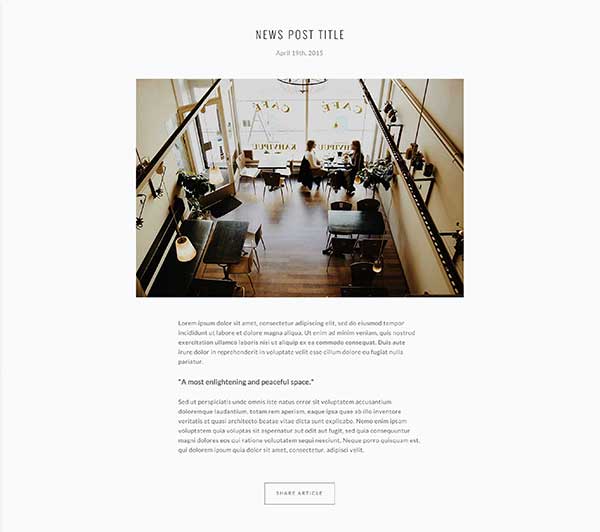 NEWS POST TITLE
April 19th, 2015
CAFÉ
CAFÉ
KAHVIPUU
KAHVIPUU
Lorem ipsum dolor sit amet, consectetur adipiscing elit, sed do eiusmod tempor
incididunt ut labore et dolore magna aliqua. Ut enim ad minim veniam, quis nostrud
exercitation ullamco laboris nisi ut aliquip ex ea commodo consequat. Duis aute
irure dolor in reprehenderit in voluptate velit esse cillum dolore eu fugiat nulla
pariatur.
"A most enlightening and peaceful space."
Sed ut perspiciatis unde omnis iste natus error sit voluptatem accusantium
doloremque laudantium, totam rem aperiam, eaque ipsa quae ab illo inventore
veritatis et quasi architecto beatae vitae dicta sunt explicabo. Nemo enim ipsam
voluptatem quia voluptas sit aspernatur aut odit aut fugit, sed quia consequuntur
magni dolores eos qui ratione voluptatem sequi nesciunt. Neque porro quisquam est,
qui dolorem ipsum quia dolor sit amet, consectetur, adipisci velit.
SHARE ARTICLE